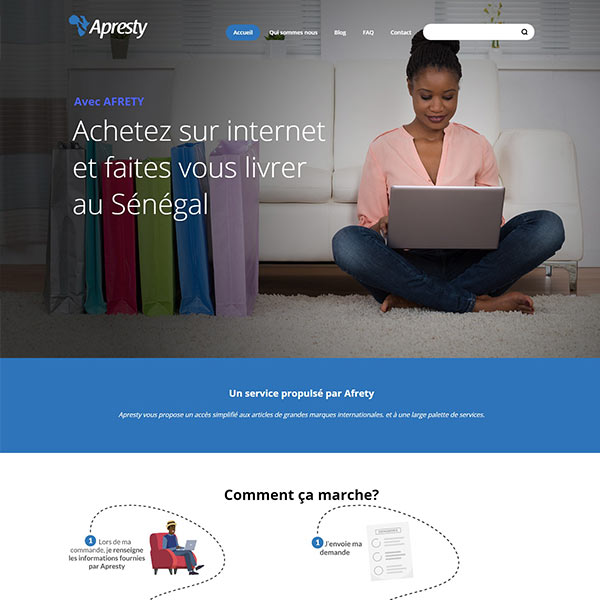 Apresty
Accueil
Qui sommes nous
Blog
FAQ
Contact
Avec AFRETY
Achetez sur internet
et faites vous livrer
au Sénégal
Un service propulsé par Afrety
Apresty vous propose un accès simplifié aux articles de grandes marques internationales. et à une large palette de services.
Comment ça marche?
1 Lors de ma
commande, je renseigne
les informations fournies
par Apresty
1 J'envoie ma
demande